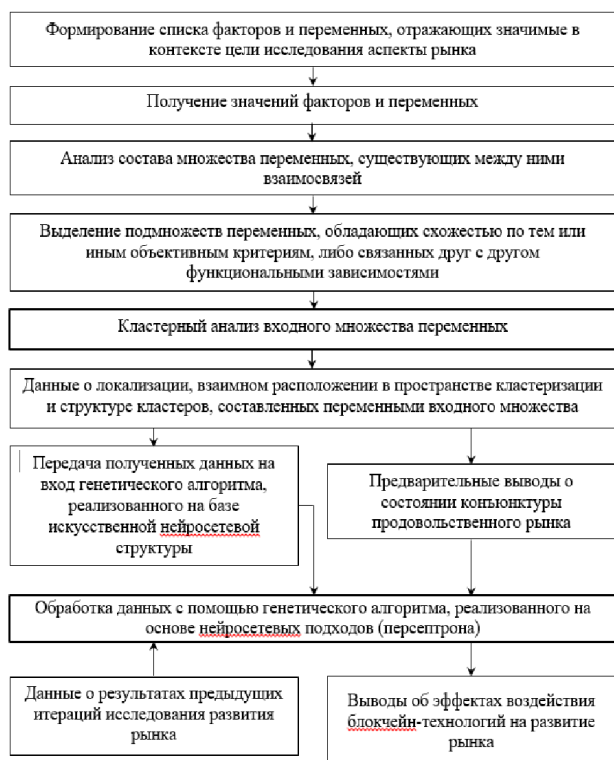 Формирование списка факторов и переменных, отражающих значимые в
контексте цели исследования аспекты рынка
Получение значений факторов и переменных
Анализ состава множества переменных, существующих между ними
взаимосвязей
Выделение подмножеств переменных, обладающих схожестью по тем или
иным объективным критериям, либо связанных друг с другом
функциональными зависимостями
Кластерный анализ входного множества переменных
Данные о локализации, взаимном расположении в пространстве кластеризации
и структуре кластеров, составленных переменными входного множества
Передача полученных данных на
вход генетического алгоритма,
реализованного на базе
искусственной нейросетевой
структуры
Предварительные выводы о
состоянии конъюнктуры
продовольственного рынка
Обработка данных с помощью генетического алгоритма, реализованного на
основе нейросетевых подходов (персептрона)
Данные о результатах предыдущих
итераций исследования развития
рынка
Выводы об эффектах воздействия
блокчейн-технологий на развитие
рынка